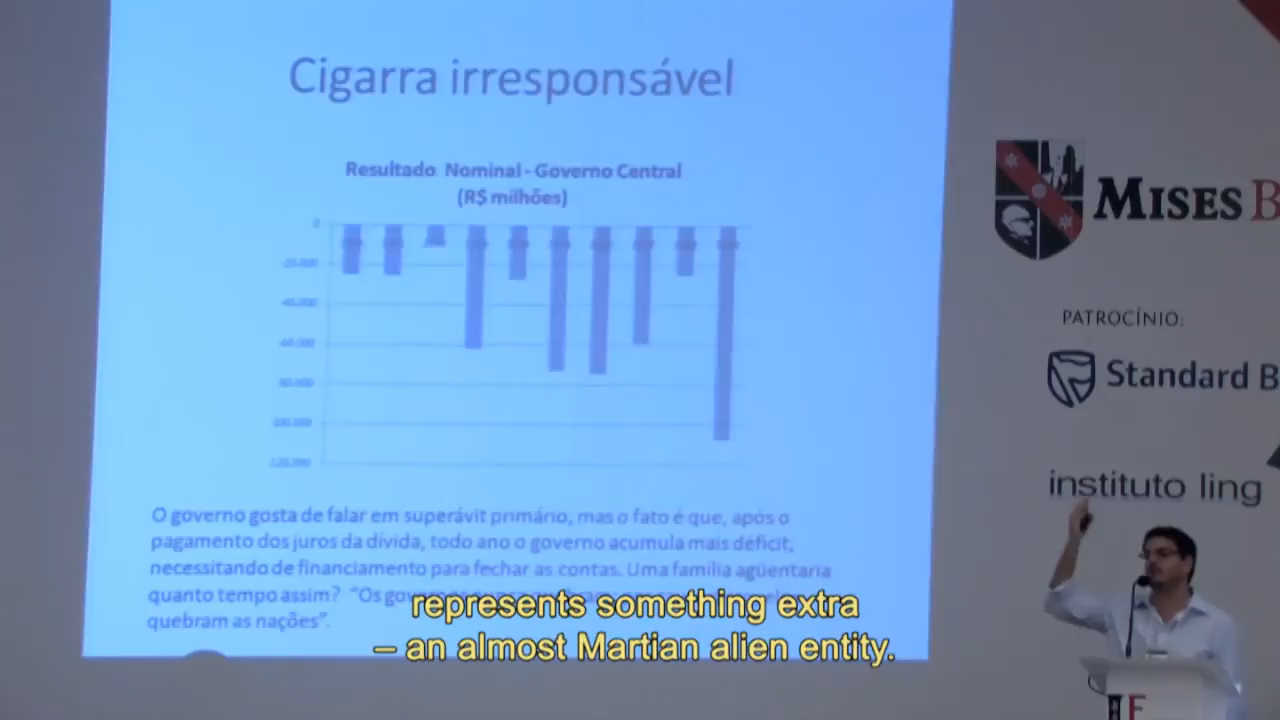 Cigarra irresponsável
Resultado Nominal - Governo Central
(R$ milhões)
0
-20.000
-40.000
-60.000
-80.000
-100.000
-120.000
O governo gosta de falar em superávit primário, mas o fato é que, após o
pagamento dos juros da dívida, todo ano o governo acumula mais déficit,
necessitando de financiamento para fechar as contas. Uma família agüentaria
quanto tempo assim? "Os
quebram as nações".
represents something extra
– an almost Martian alien entity.
MISES B
PATROCÍNIO:
Standard B
instituto ling